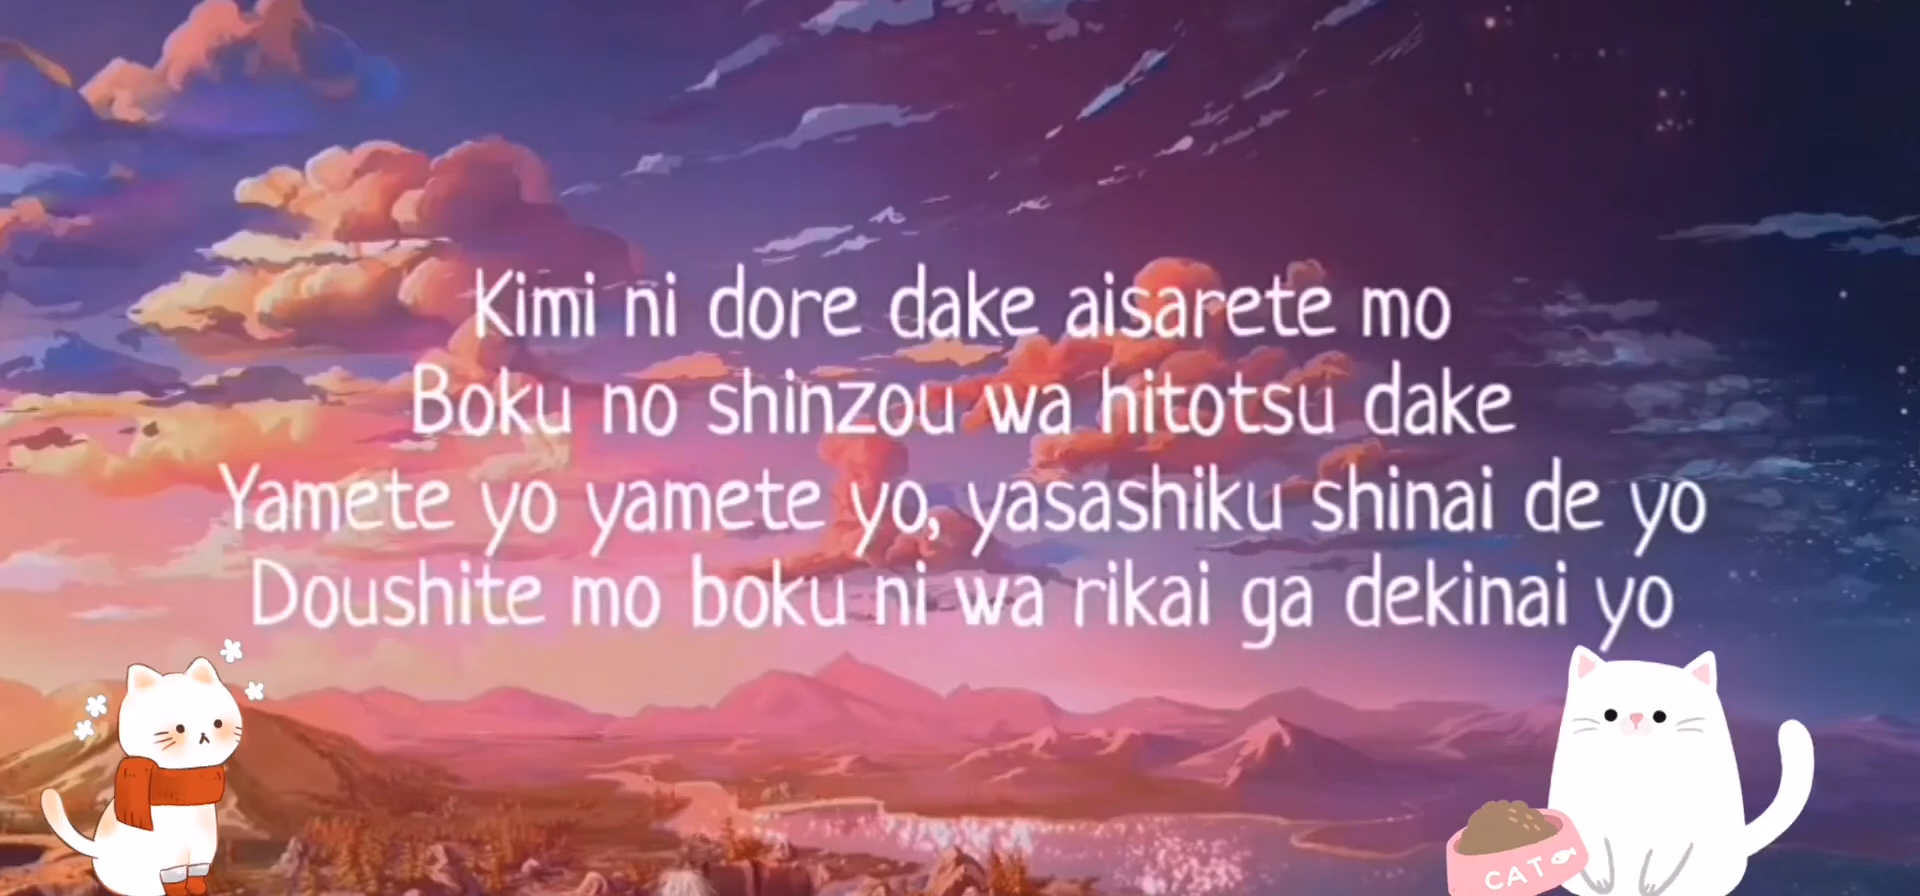 Kimi ni dore dake aisarete mo
Boku no shinzou wa hitotsu dake
Yamete yo yamete yo, yasashiku shinai de yo
Doushite mo boku ni wa rikai ga dekinai yo
CAT